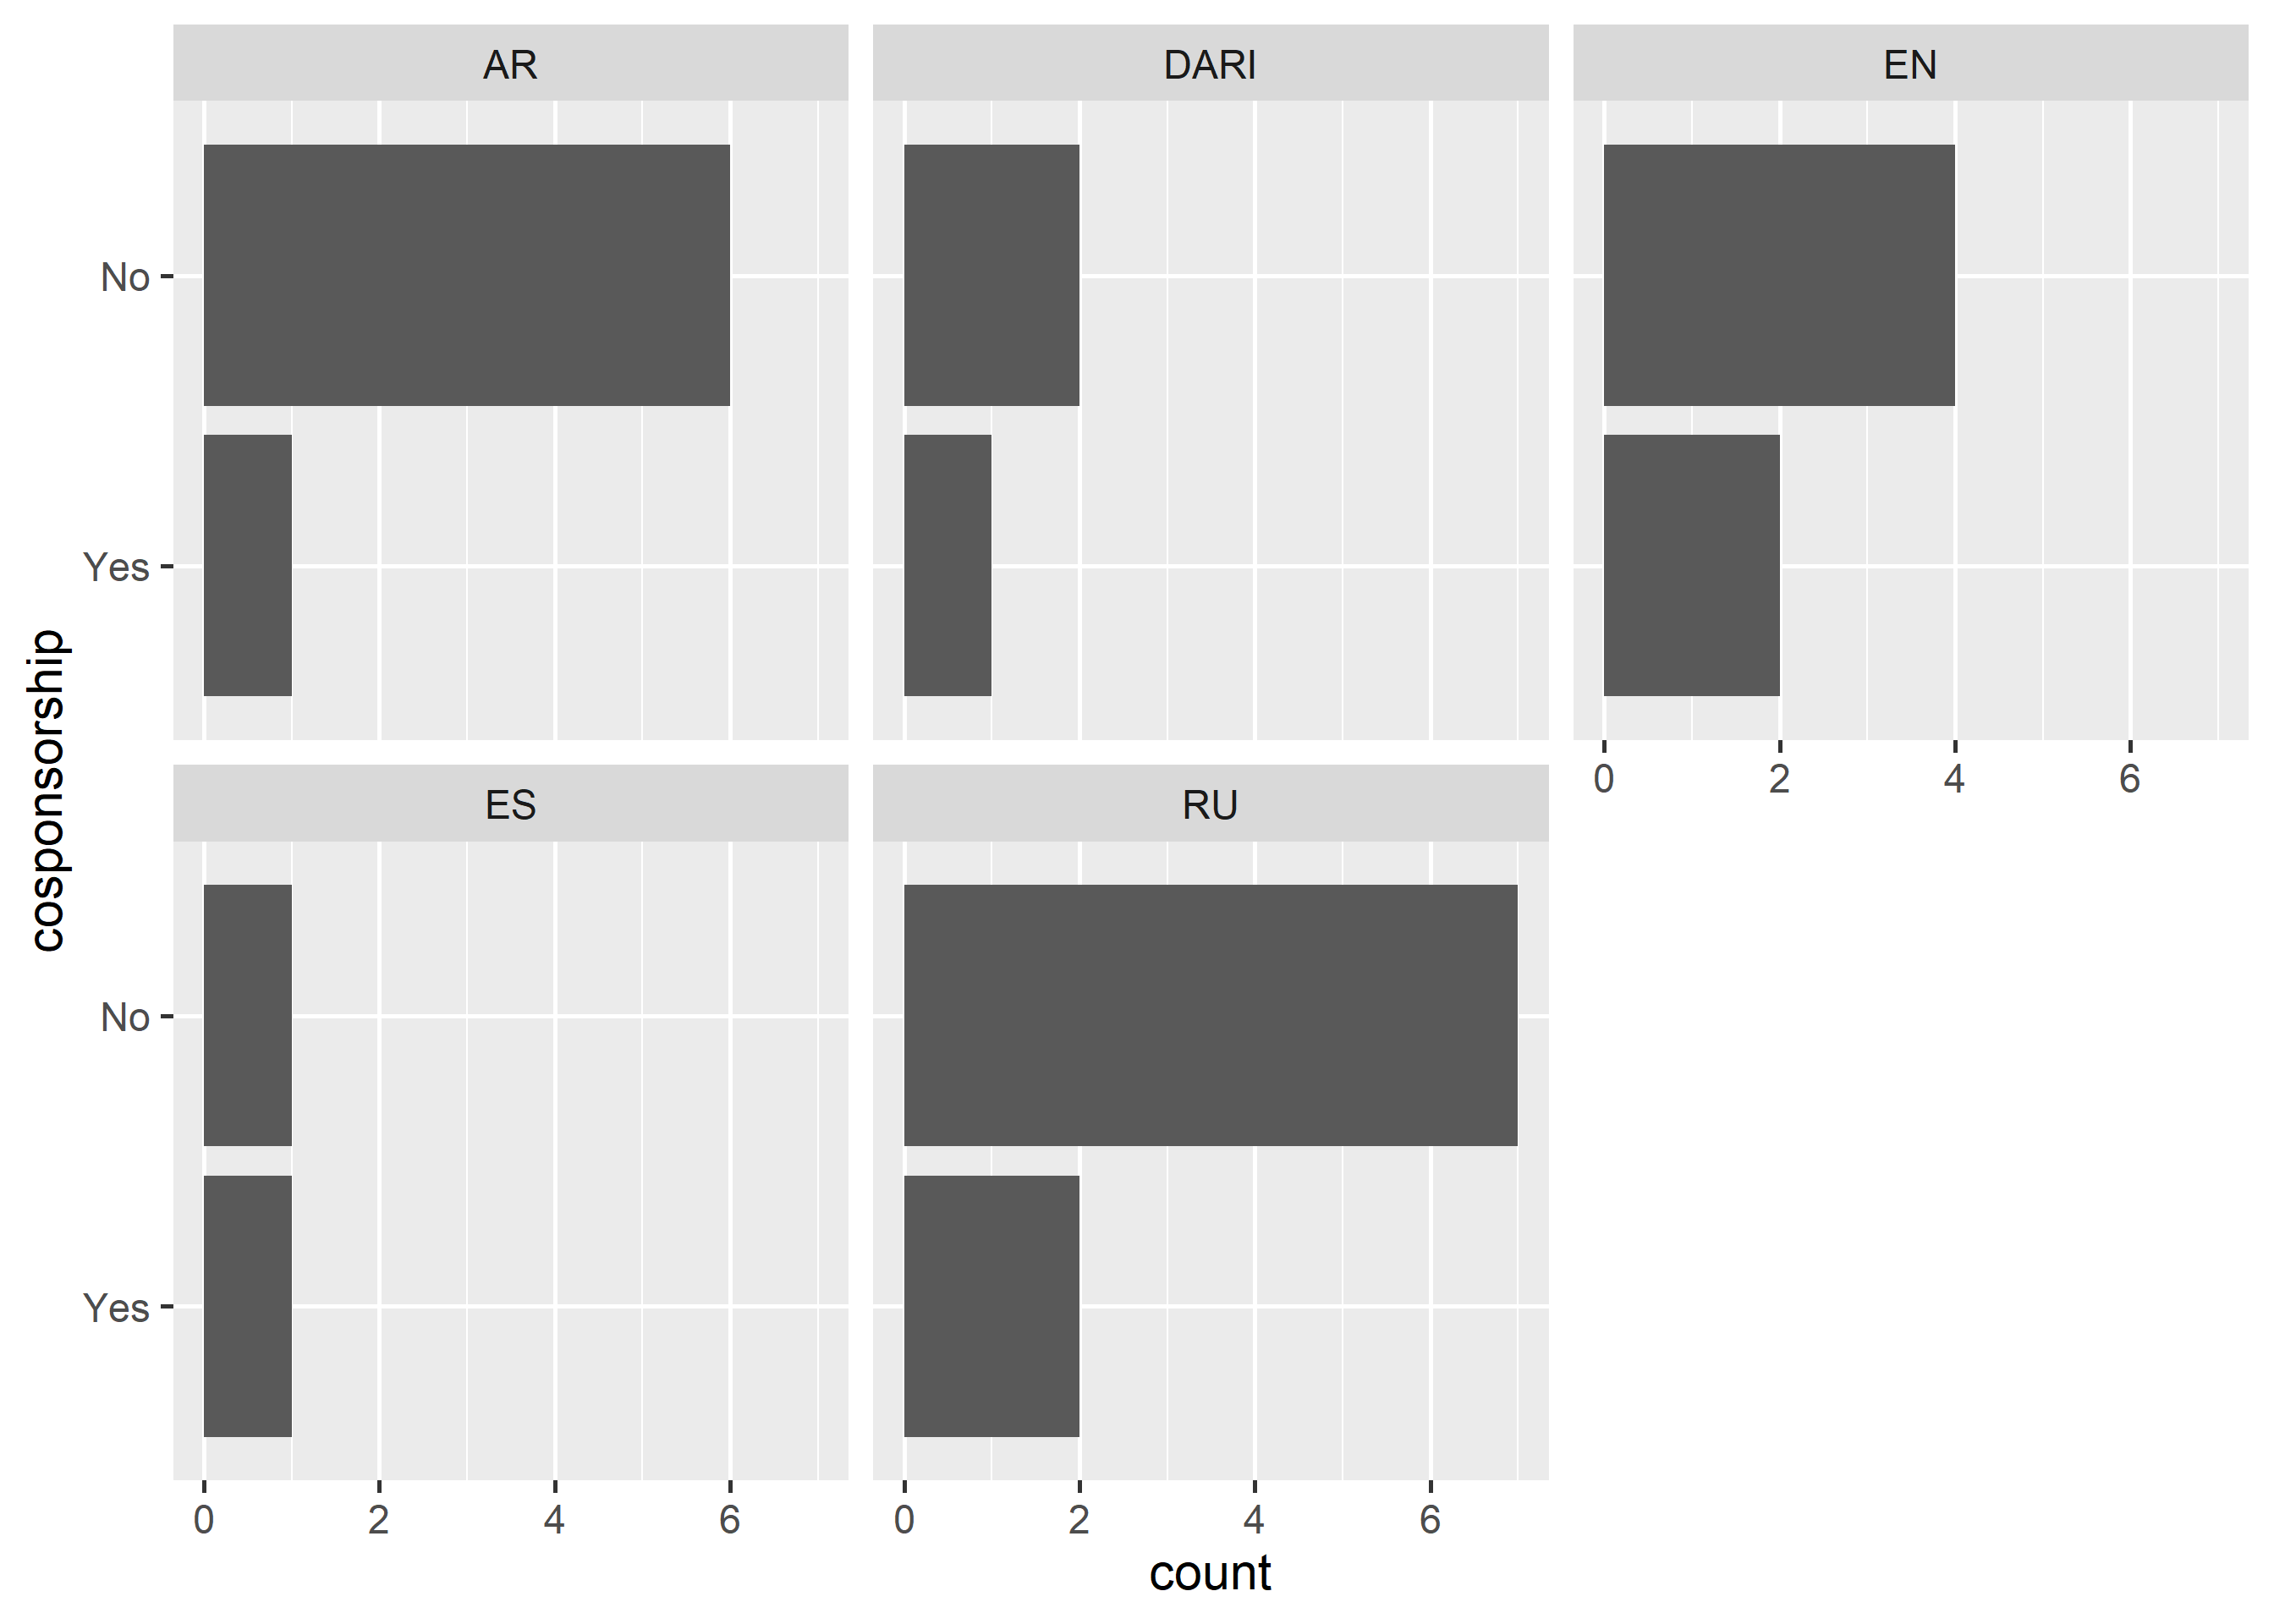 AR
DARI
EN
No
Yes
0 2 4 6
ES
RU
No
Yes
0 2 4 6
0 2 4 6
count
cosponsorship